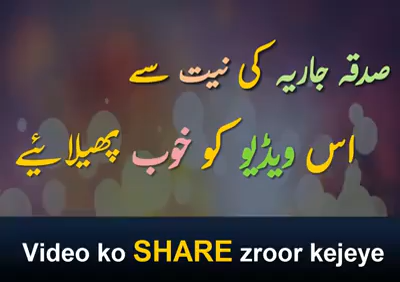 صدقہ جاریہ کی نیت سے
اس ویڈیو کو خوب پھیلائیے
Video ko SHARE zroor kejeye